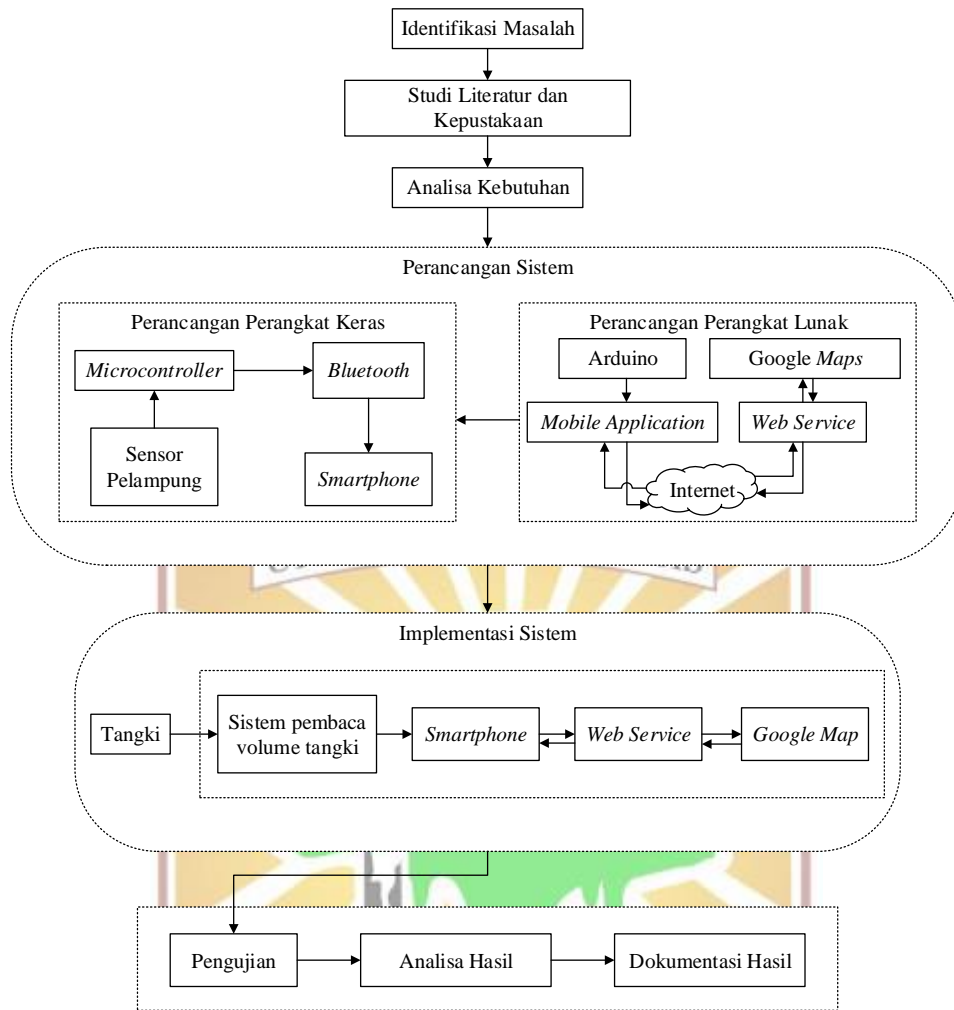 Identifikasi Masalah
Studi Literatur dan
Kepustakaan
Analisa Kebutuhan
Perancangan Sistem
Perancangan Perangkat Keras
Microcontroller
Bluetooth
Sensor
Pelampung
Smartphone
Perancangan Perangkat Lunak
Arduino
Google Maps
Mobile Application
Web Service
Internet
Implementasi Sistem
Tangki
Sistem pembaca
volume tangki
Smartphone
Web Service
Google Map
Pengujian
Analisa Hasil
Dokumentasi Hasil